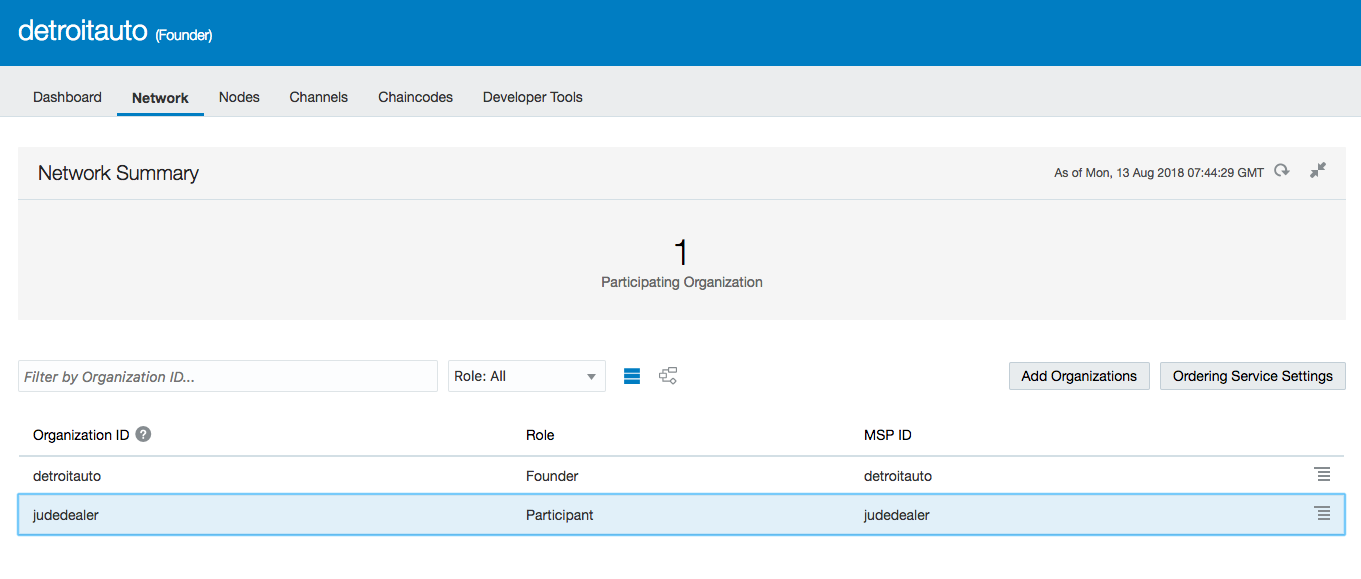 detroitauto (Founder)
Dashboard Network Nodes Channels Chaincodes Developer Tools
Network Summary As of Mon, 13 Aug 2018 07:44:29 GMT
1
Participating Organization
Filter by Organization ID... Role: All Add Organizations Ordering Service Settings
Organization ID ? Role MSP ID
detroitauto Founder detroitauto
judedealer Participant judedealer